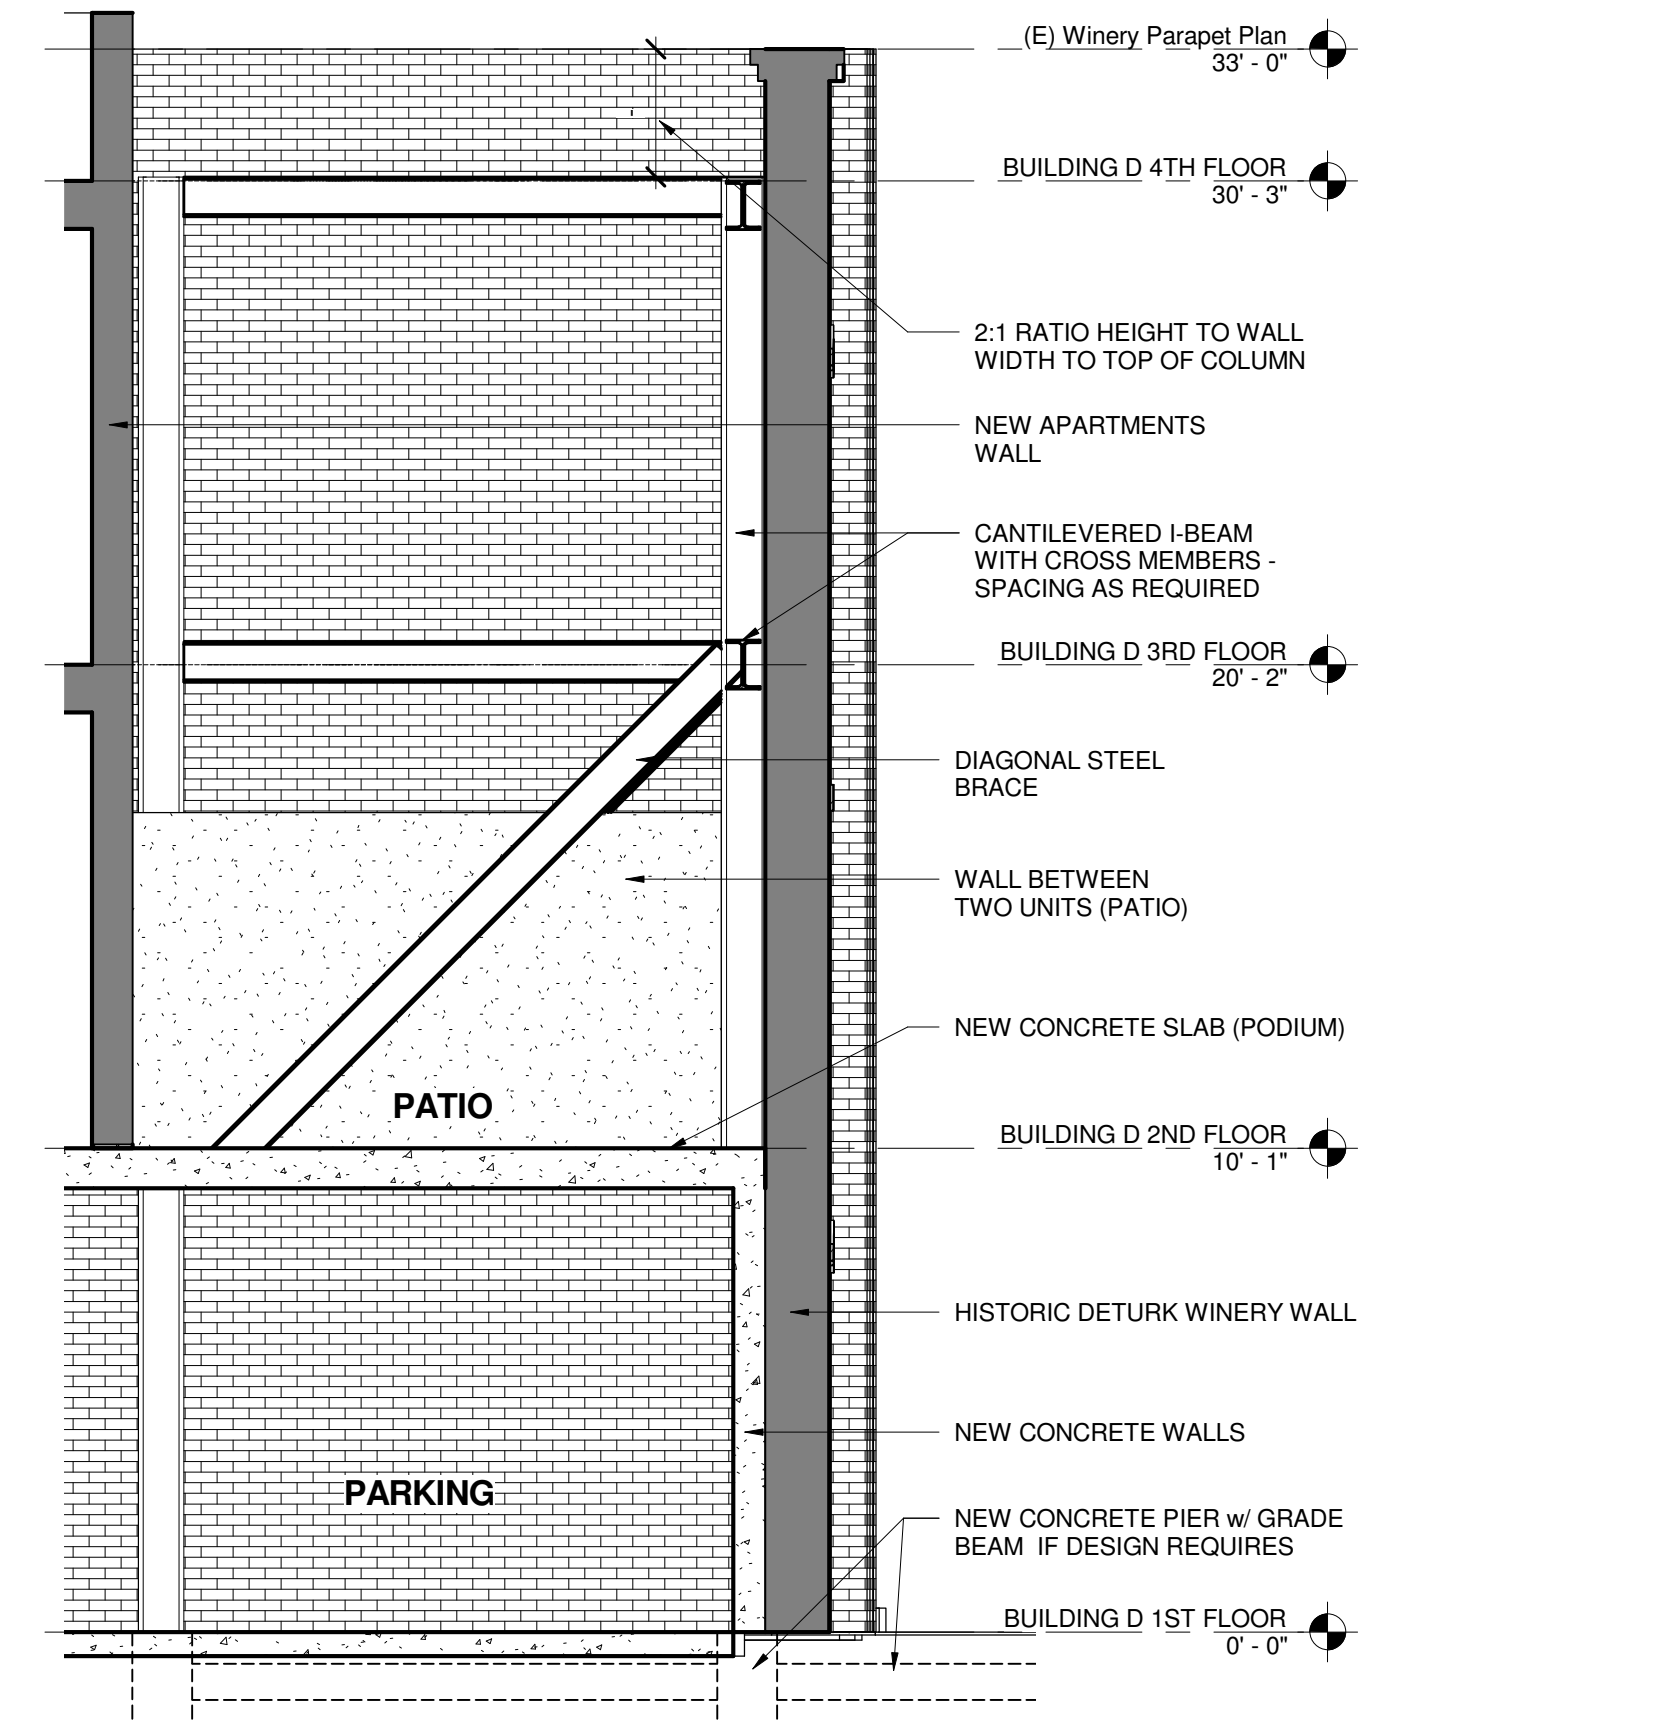 (E) Winery Parapet Plan
33' - 0"
BUILDING D 4TH FLOOR
30' - 3"
2:1 RATIO HEIGHT TO WALL
WIDTH TO TOP OF COLUMN
NEW APARTMENTS
WALL
CANTILEVERED I-BEAM
WITH CROSS MEMBERS -
SPACING AS REQUIRED
BUILDING D 3RD FLOOR
20' - 2"
DIAGONAL STEEL
BRACE
WALL BETWEEN
TWO UNITS (PATIO)
NEW CONCRETE SLAB (PODIUM)
PATIO
BUILDING D 2ND FLOOR
10' - 1"
HISTORIC DETURK WINERY WALL
NEW CONCRETE WALLS
PARKING
NEW CONCRETE PIER w/ GRADE
BEAM  IF DESIGN REQUIRES
BUILDING D 1ST FLOOR
0' - 0"